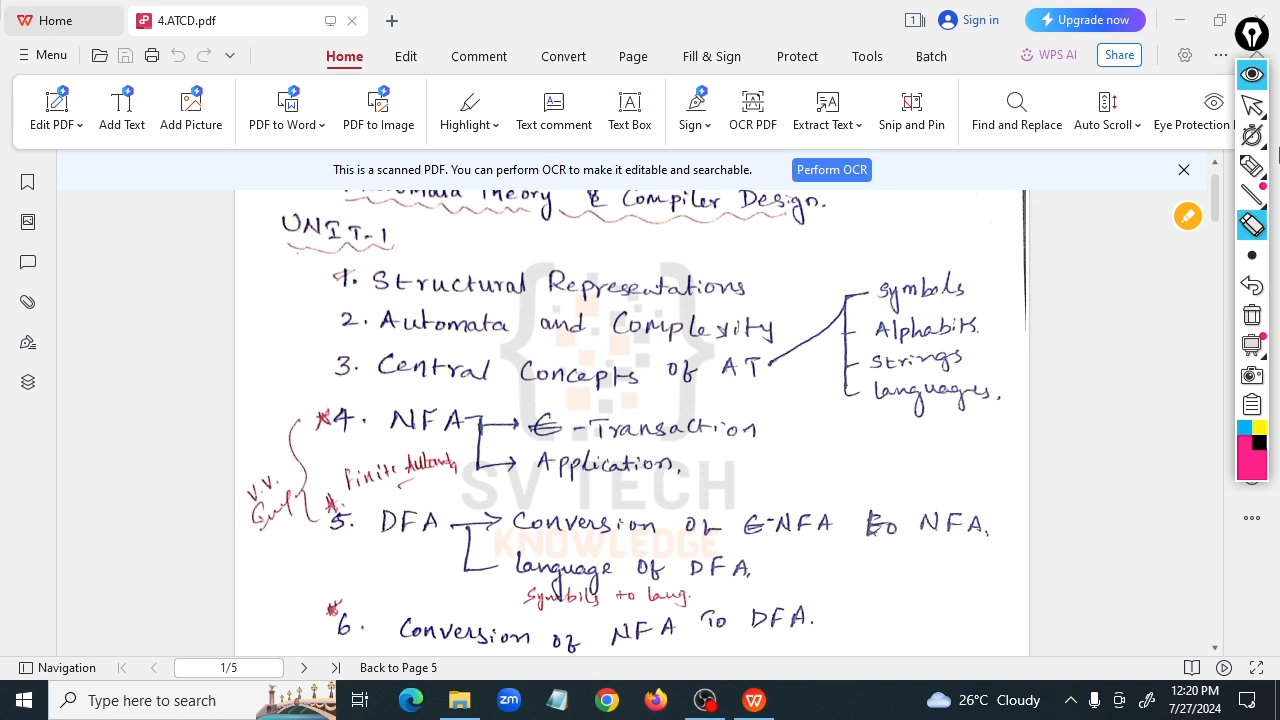 Home
4.ATCD.pdf
Sign in
Upgrade now
Menu
Home Edit Comment Convert Page Fill & Sign Protect Tools Batch
WPS AI
Share
Edit PDF Add Text Add Picture PDF to Word PDF to Image Highlight Text comment Text Box Sign OCR PDF Extract Text Snip and Pin Find and Replace Auto Scroll Eye Protection
This is a scanned PDF. You can perform OCR to make it editable and searchable.
Perform OCR
Theory & Compiler Design.
UNIT-1
1. Structural Representations
2. Automata and Complexity
3. Central Concepts of AT
symbols
Alphabits.
strings
languages.
4. NFA
Є-Transaction
Application.
Finite
V.V.
SV TECH
KNOWLEDGE
5. DFA
Conversion of Є-NFA to NFA.
language of DFA.
Symbils to lang.
6. Conversion of NFA To DFA.
Navigation
1/5
Back to Page 5
Type here to search
zm
26°C Cloudy
12:20 PM
7/27/2024